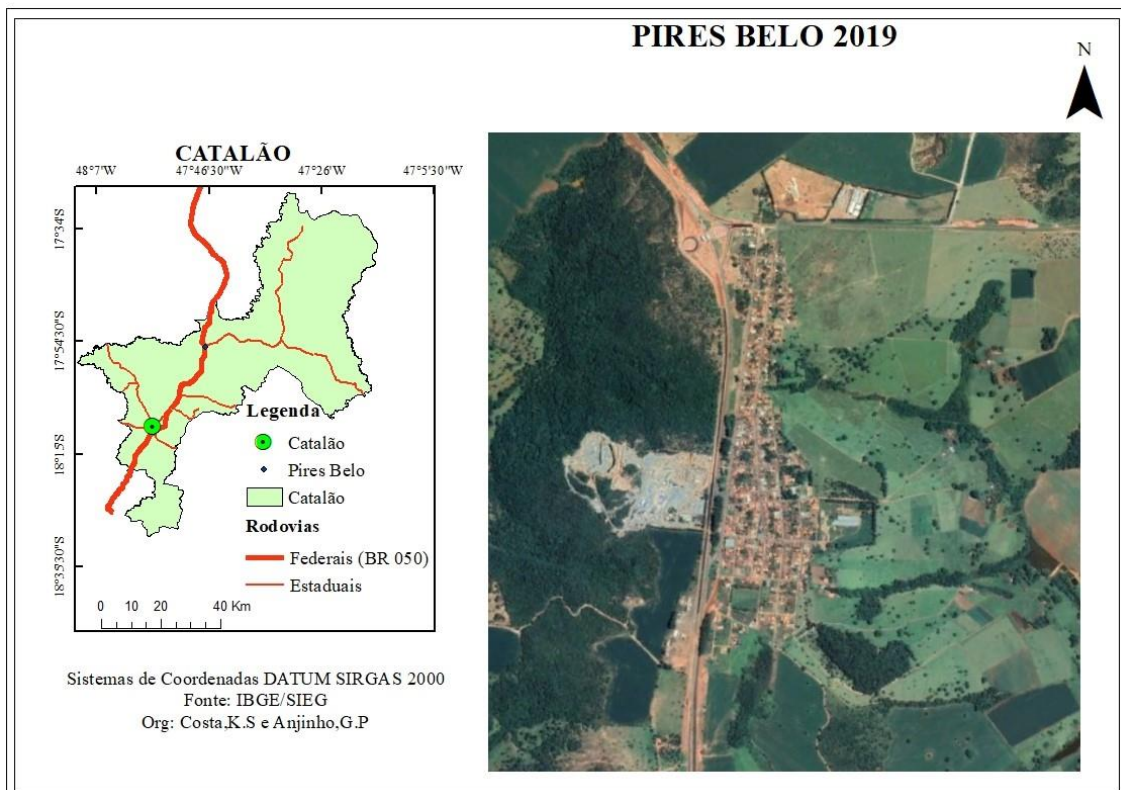 PIRES BELO 2019
N
CATALÃO
48°7'W 47°46'30"W 47°26'W 47°5'30"W
17°34'S
17°54'30"S
18°15'S
18°35'30"S
Legenda
Catalão
Pires Belo
Catalão
Rodovias
Federais (BR 050)
Estaduais
0 10 20 40 Km
Sistemas de Coordenadas DATUM SIRGAS 2000
Fonte: IBGE/SIEG
Org: Costa,K.S e Anjinho,G.P